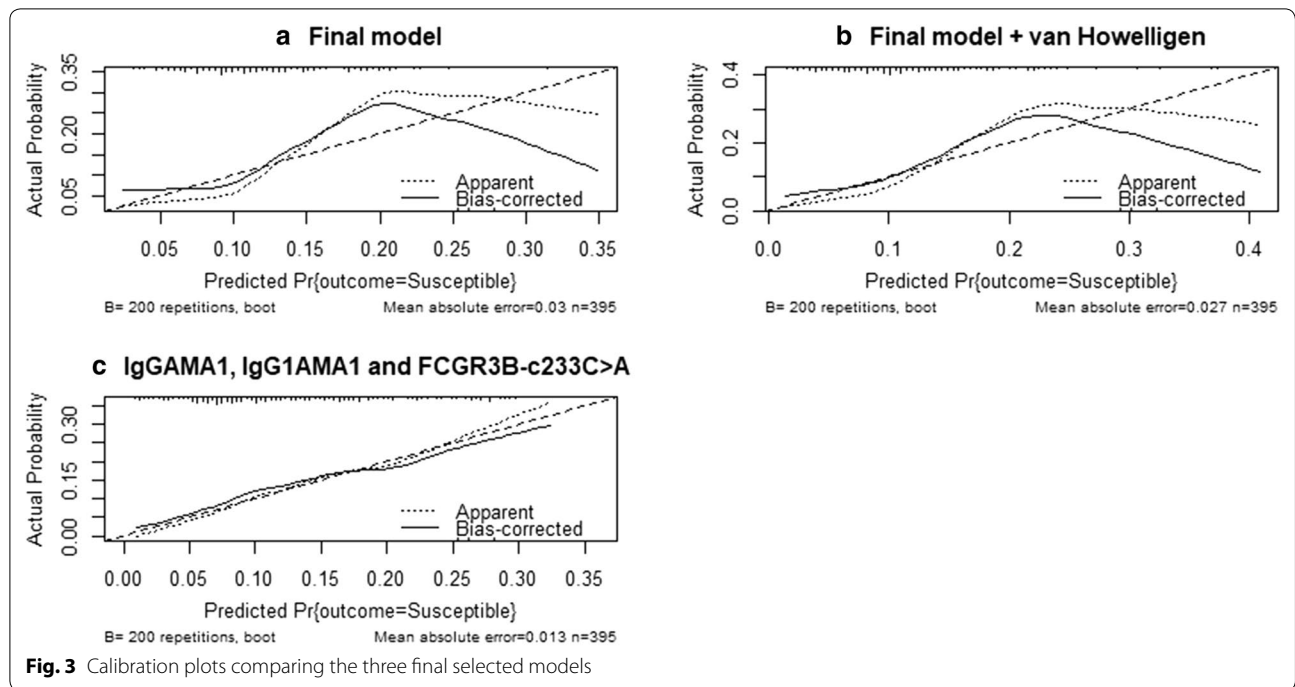 a Final model
0.35
0.20
0.05
Actual Probability
Apparent
Bias-corrected
0.05 0.10 0.15 0.20 0.25 0.30 0.35
Predicted Pr{outcome=Susceptible}
B= 200 repetitions, boot Mean absolute error=0.03 n=395
b Final model + van Howelligen
0.4
0.2
0.0
Actual Probability
Apparent
Bias-corrected
0.0 0.1 0.2 0.3 0.4
Predicted Pr{outcome=Susceptible}
B= 200 repetitions, boot Mean absolute error=0.027 n=395
c IgGAMA1, IgG1AMA1 and FCGR3B-c233C>A
0.30
0.15
0.00
Actual Probability
Apparent
Bias-corrected
0.00 0.05 0.10 0.15 0.20 0.25 0.30 0.35
Predicted Pr{outcome=Susceptible}
B= 200 repetitions, boot Mean absolute error=0.013 n=395
Fig. 3 Calibration plots comparing the three final selected models